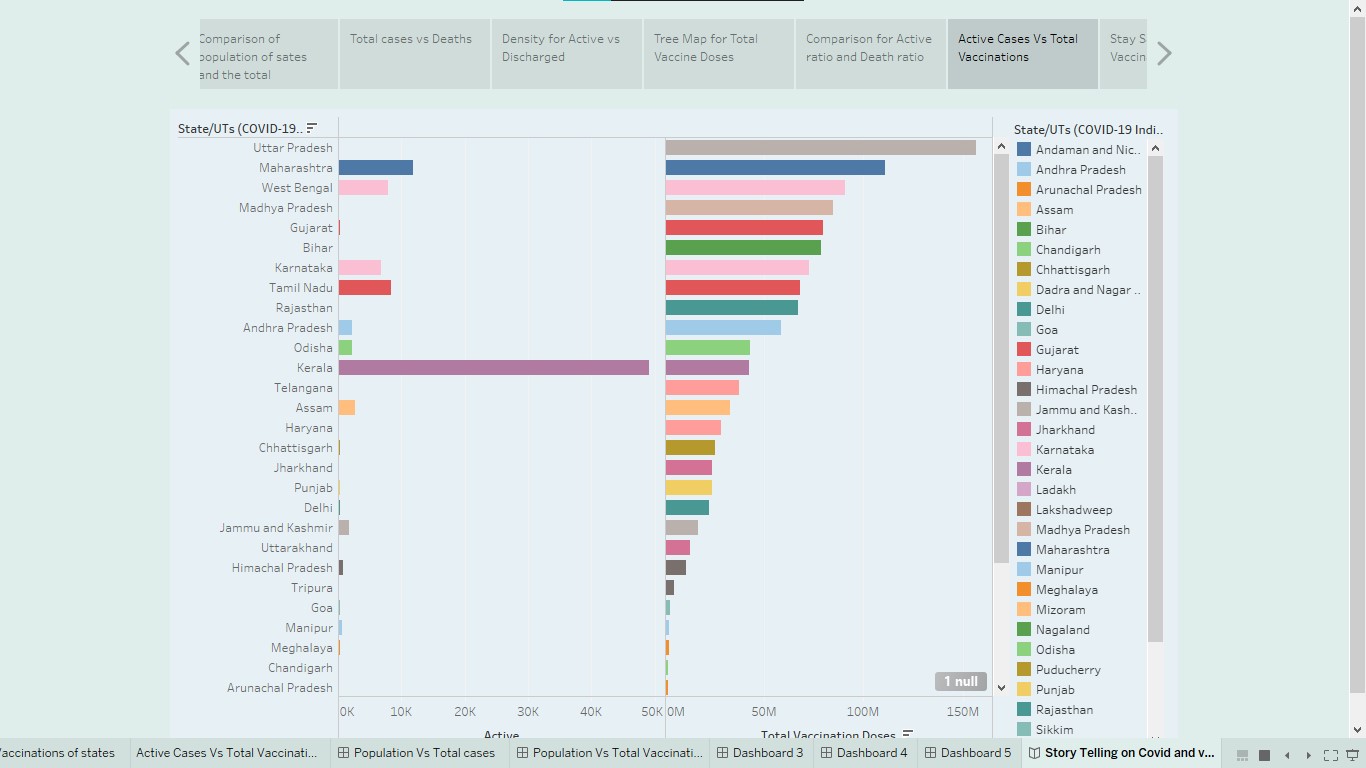 Comparison of
population of sates
and the total
Total cases vs Deaths
Density for Active vs
Discharged
Tree Map for Total
Vaccine Doses
Comparison for Active
ratio and Death ratio
Active Cases Vs Total
Vaccinations
Stay S
Vaccin
State/UTs (COVID-19..
Uttar Pradesh
Maharashtra
West Bengal
Madhya Pradesh
Gujarat
Bihar
Karnataka
Tamil Nadu
Rajasthan
Andhra Pradesh
Odisha
Kerala
Telangana
Assam
Haryana
Chhattisgarh
Jharkhand
Punjab
Delhi
Jammu and Kashmir
Uttarakhand
Himachal Pradesh
Tripura
Goa
Manipur
Meghalaya
Chandigarh
Arunachal Pradesh
1 null
0K 10K 20K 30K 40K 50K 0M 50M 100M 150M
Active
Total Vaccination Doses
State/UTs (COVID-19 Indi..
Andaman and Nic..
Andhra Pradesh
Arunachal Pradesh
Assam
Bihar
Chandigarh
Chhattisgarh
Dadra and Nagar ..
Delhi
Goa
Gujarat
Haryana
Himachal Pradesh
Jammu and Kash..
Jharkhand
Karnataka
Kerala
Ladakh
Lakshadweep
Madhya Pradesh
Maharashtra
Manipur
Meghalaya
Mizoram
Nagaland
Odisha
Puducherry
Punjab
Rajasthan
Sikkim
Vaccinations of states
Active Cases Vs Total Vaccinati...
Population Vs Total cases
Population Vs Total Vaccinati...
Dashboard 3
Dashboard 4
Dashboard 5
Story Telling on Covid and v...